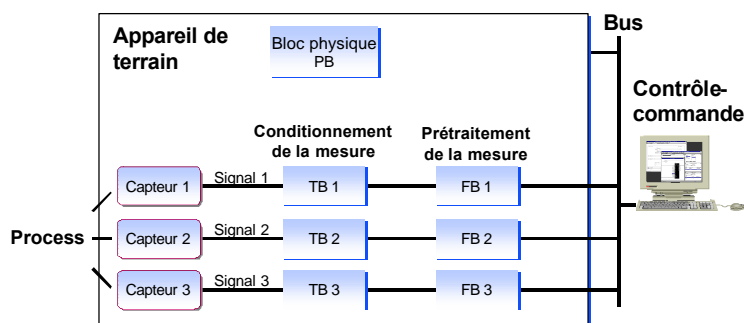 Appareil de
terrain
Bloc physique
PB
Bus
Contrôle-
commande
Conditionnement
de la mesure
Prétraitement
de la mesure
Capteur 1
Signal 1
TB 1
FB 1
Process
Capteur 2
Signal 2
TB 2
FB 2
Capteur 3
Signal 3
TB 3
FB 3